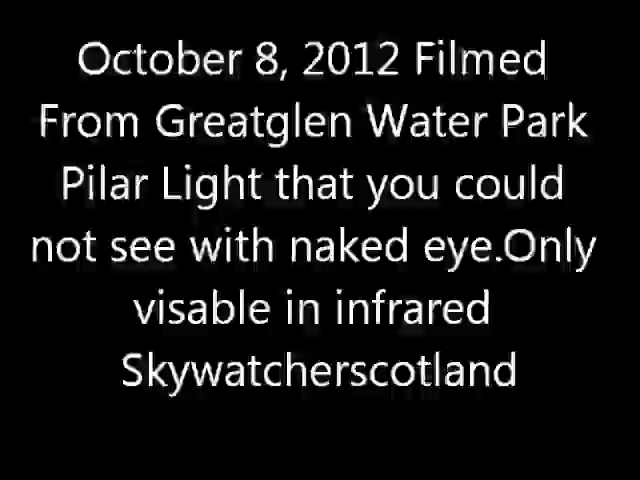 October 8, 2012 Filmed
From Greatglen Water Park
Pilar Light that you could
not see with naked eye.Only
visable in infrared
Skywatcherscotland